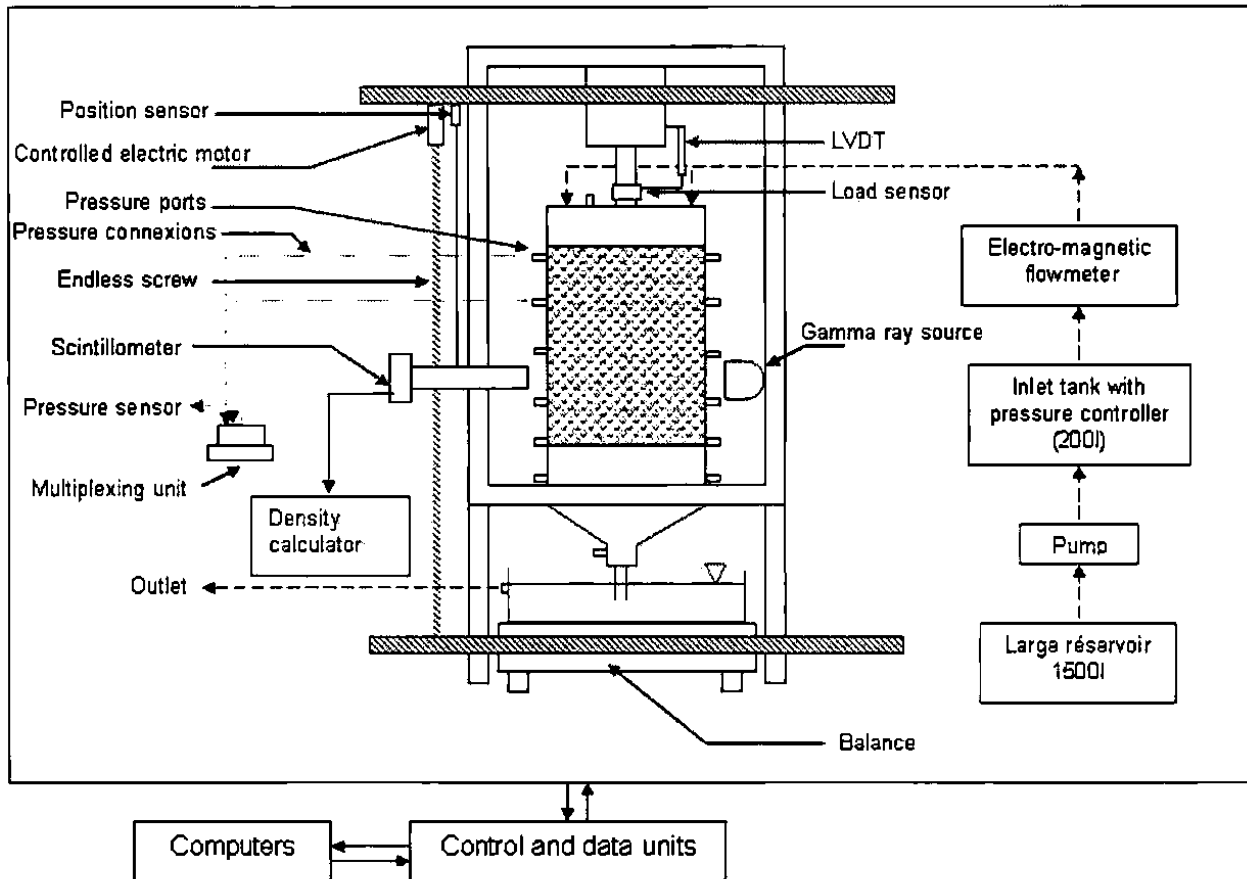 Position sensor
Controlled electric motor
Pressure ports
Pressure connexions
Endless screw
Scintillometer
Pressure sensor
Multiplexing unit
Density
calculator
Outlet
LVDT
Load sensor
Gamma ray source
Balance
Electro-magnetic
flowmeter
Inlet tank with
pressure controller
(200l)
Pump
Large réservoir
1500l
Computers
Control and data units